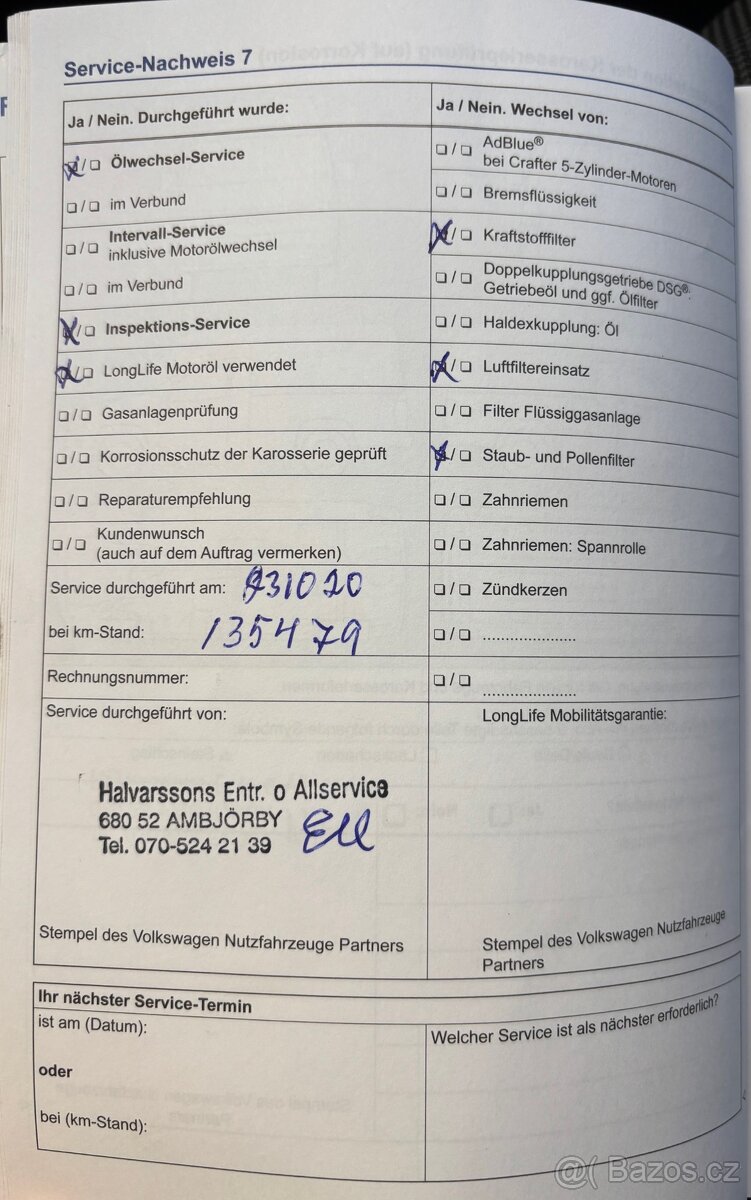 Service-Nachweis 7
Ja / Nein. Durchgeführt wurde:
Ölwechsel-Service
im Verbund
Intervall-Service
inklusive Motorölwechsel
im Verbund
Inspektions-Service
LongLife Motoröl verwendet
Gasanlagenprüfung
Korrosionsschutz der Karosserie geprüft
Reparaturempfehlung
Kundenwunsch
(auch auf dem Auftrag vermerken)
Service durchgeführt am:
bei km-Stand: 135479
Rechnungsnummer:
Service durchgeführt von:
Halvarssons Entr. o Allservice
680 52 AMBJÖRBY
Tel. 070-524 21 39
Stempel des Volkswagen Nutzfahrzeuge Partners
Ja / Nein. Wechsel von:
AdBlue®
bei Crafter 5-Zylinder-Motoren
Bremsflüssigkeit
Kraftstofffilter
Doppelkupplungsgetriebe DSG®:
Getriebeöl und ggf. Ölfilter
Haldexkupplung: Öl
Luftfiltereinsatz
Filter Flüssiggasanlage
Staub- und Pollenfilter
Zahnriemen
Zahnriemen: Spannrolle
Zündkerzen
.....................
.....................
LongLife Mobilitätsgarantie:
Stempel des Volkswagen Nutzfahrzeuge
Partners
Ihr nächster Service-Termin
ist am (Datum):
oder
bei (km-Stand):
Welcher Service ist als nächster erforderlich?
@( Bazos.cz